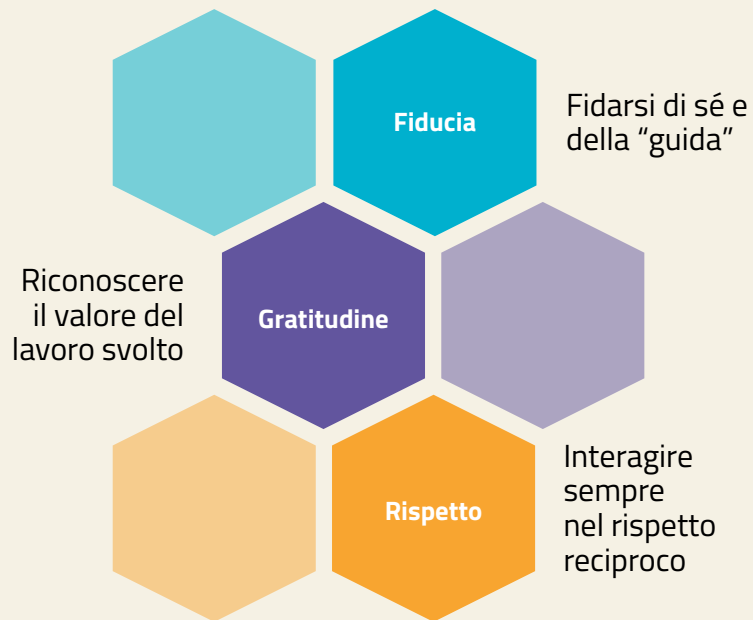 Fiducia
Fidarsi di sé e
della “guida”
Riconoscere
il valore del
lavoro svolto
Gratitudine
Rispetto
Interagire
sempre
nel rispetto
reciproco